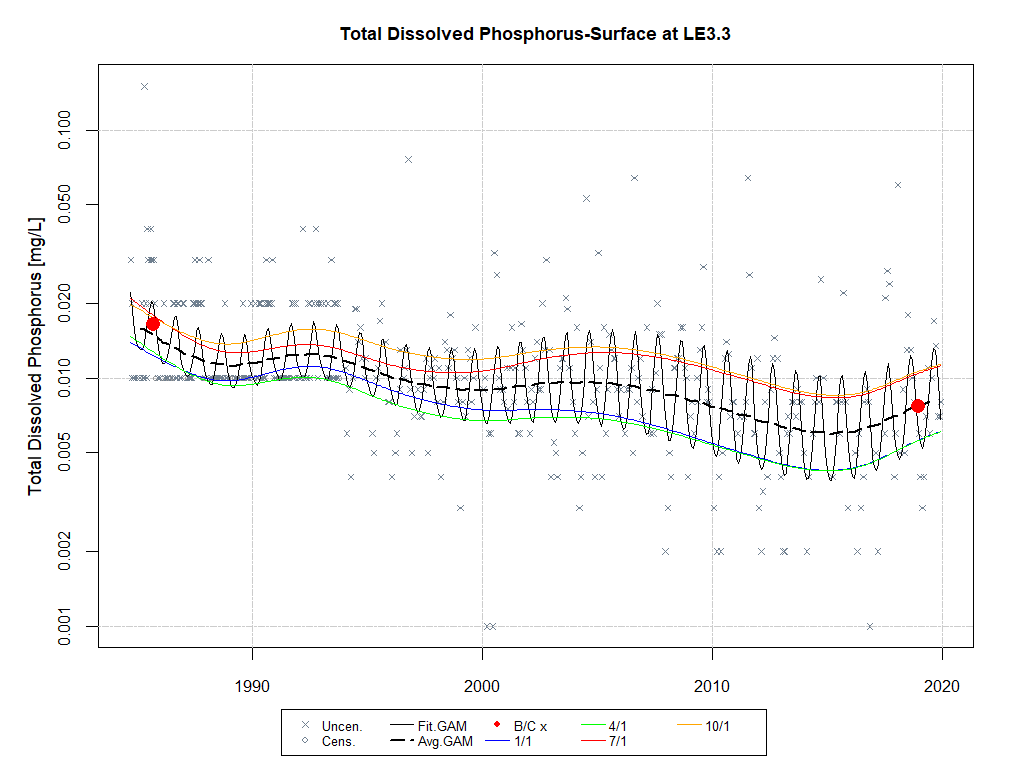 Total Dissolved Phosphorus-Surface at LE3.3
Total Dissolved Phosphorus [mg/L]
0.100
0.050
0.020
0.010
0.005
0.002
0.001
1990 2000 2010 2020
Uncen. Fit.GAM B/C x 4/1 10/1
Cens. Avg.GAM 1/1 7/1